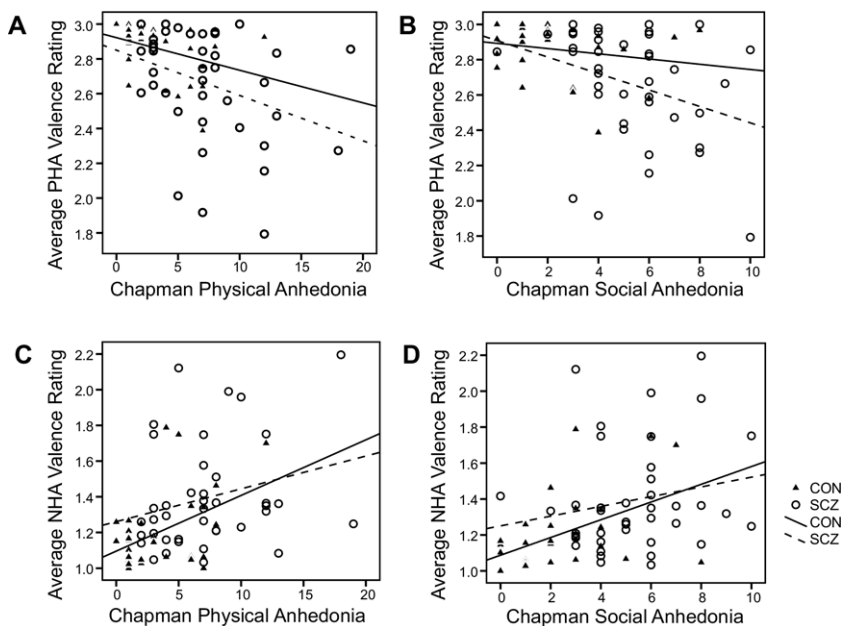 A
Average PHA Valence Rating
3.0
2.8
2.6
2.4
2.2
2.0
1.8
0 5 10 15 20
Chapman Physical Anhedonia
B
Average PHA Valence Rating
3.0
2.8
2.6
2.4
2.2
2.0
1.8
0 2 4 6 8 10
Chapman Social Anhedonia
C
Average NHA Valence Rating
2.2
2.0
1.8
1.6
1.4
1.2
1.0
0 5 10 15 20
Chapman Physical Anhedonia
D
Average NHA Valence Rating
2.2
2.0
1.8
1.6
1.4
1.2
1.0
0 2 4 6 8 10
Chapman Social Anhedonia
CON
SCZ
CON
SCZ